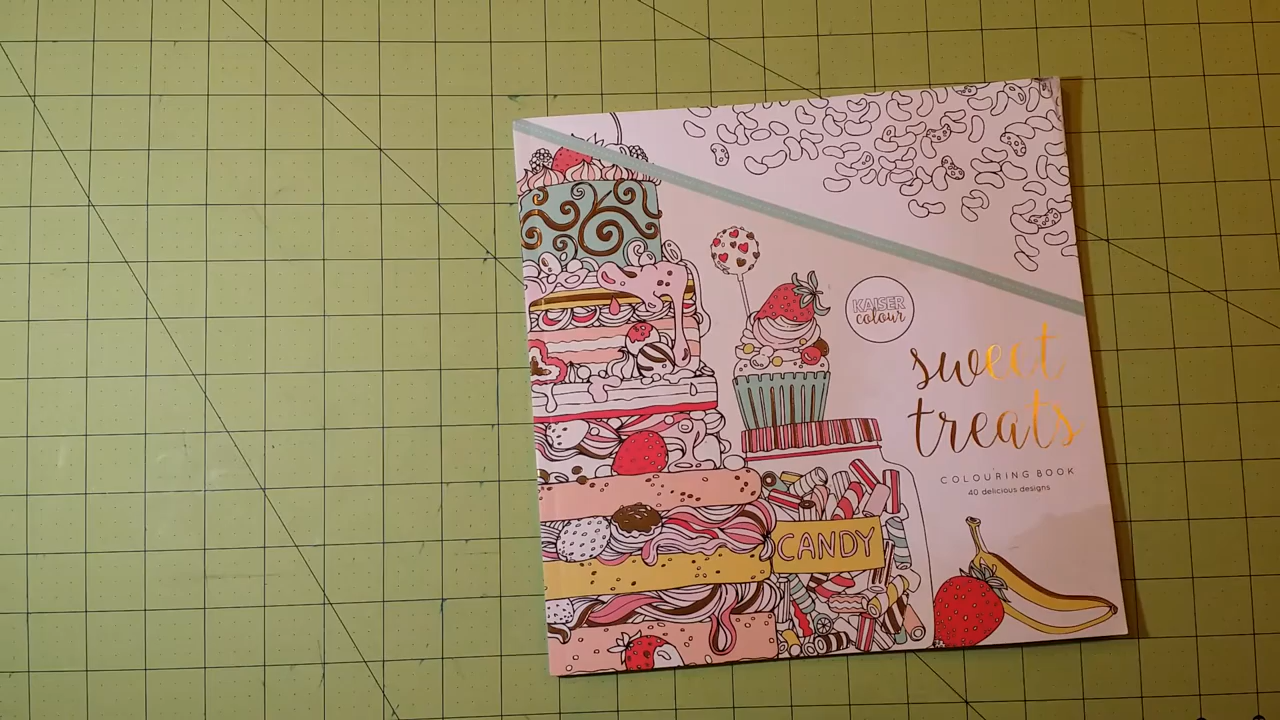 KAISER
colour
sweet
treats
COLOURING BOOK
40 delicious designs
CANDY